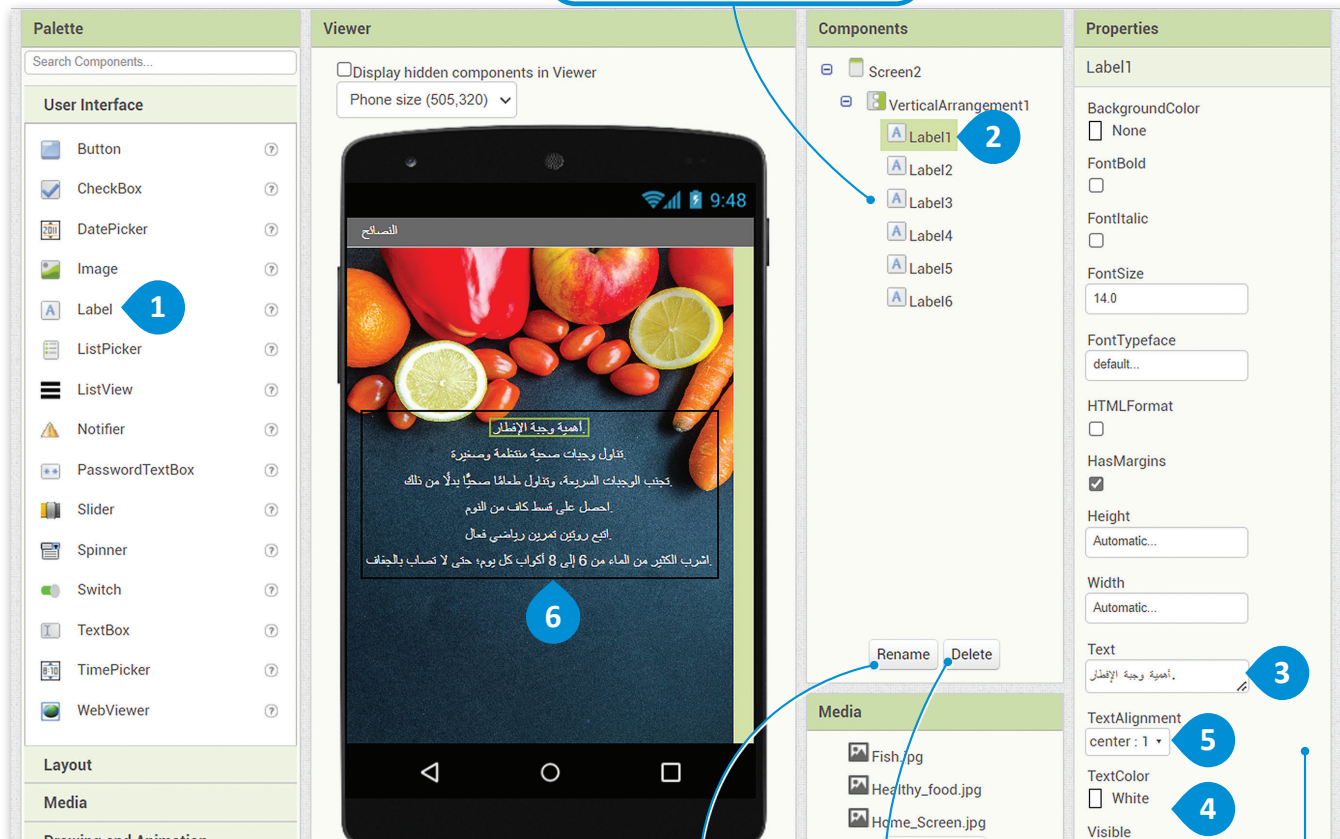 Palette
Search Components...
User Interface
Button
?
CheckBox
?
DatePicker
?
Image
?
Label
1
?
ListPicker
?
ListView
?
Notifier
?
PasswordTextBox
?
Slider
?
Spinner
?
Switch
?
TextBox
?
TimePicker
?
WebViewer
?
Layout
Media
Drawing and Animation
Viewer
Display hidden components in Viewer
Phone size (505,320)
9:48
النصائح
أهمية وجبة الإفطار.
تناول وجبات صحية منتظمة وصغيرة.
تجنب الوجبات السريعة، وتناول طعامًا صحيًّا بدلًا من ذلك.
احصل على قسط كاف من النوم.
اتبع روتين تمرين رياضي فعال.
اشرب الكثير من الماء من 6 إلى 8 أكواب كل يوم؛ حتى لا تصاب بالجفاف.
6
Components
Screen2
VerticalArrangement1
Label1
2
Label2
Label3
Label4
Label5
Label6
Rename
Delete
Media
Fish.jpg
Healthy_food.jpg
Home_Screen.jpg
Properties
Label1
BackgroundColor
None
FontBold
FontItalic
FontSize
14.0
FontTypeface
default...
HTMLFormat
HasMargins
Height
Automatic...
Width
Automatic...
Text
أهمية وجبة الإفطار.
3
TextAlignment
center : 1
5
TextColor
White
4
Visible